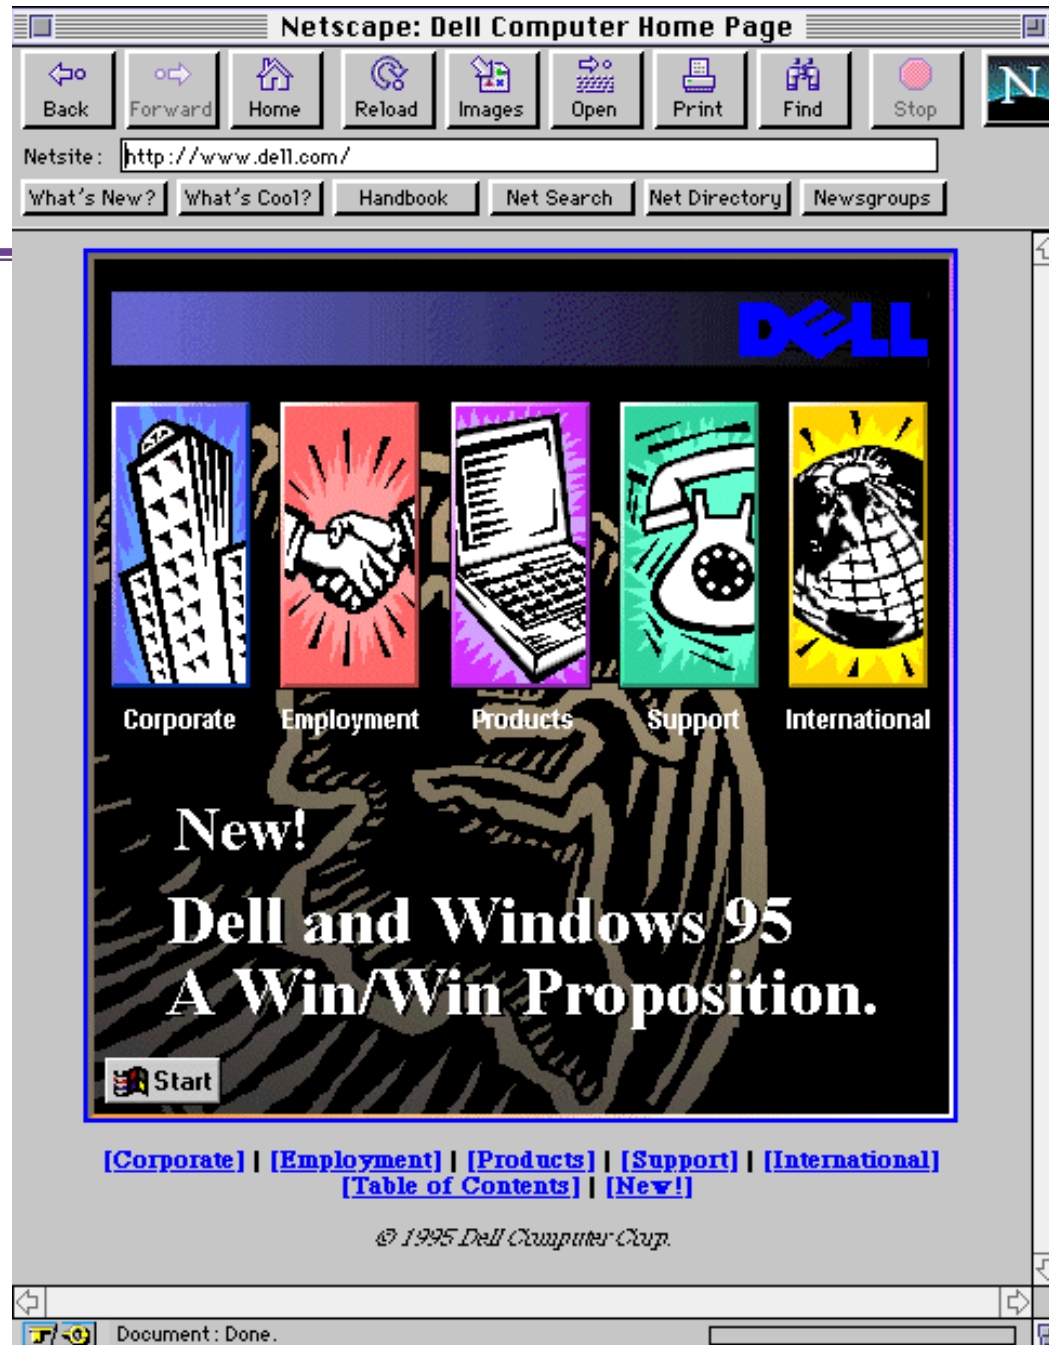 Netscape: Dell Computer Home Page
Back Forward Home Reload Images Open Print Find Stop N
Netsite: http://www.dell.com/
What's New? What's Cool? Handbook Net Search Net Directory Newsgroups
DELL
Corporate Employment Products Support International
New!
Dell and Windows 95
A Win/Win Proposition.
Start
[Corporate] | [Employment] | [Products] | [Support] | [International]
[Table of Contents] | [New!]
© 1995 Dell Computer Corp.
Document: Done.